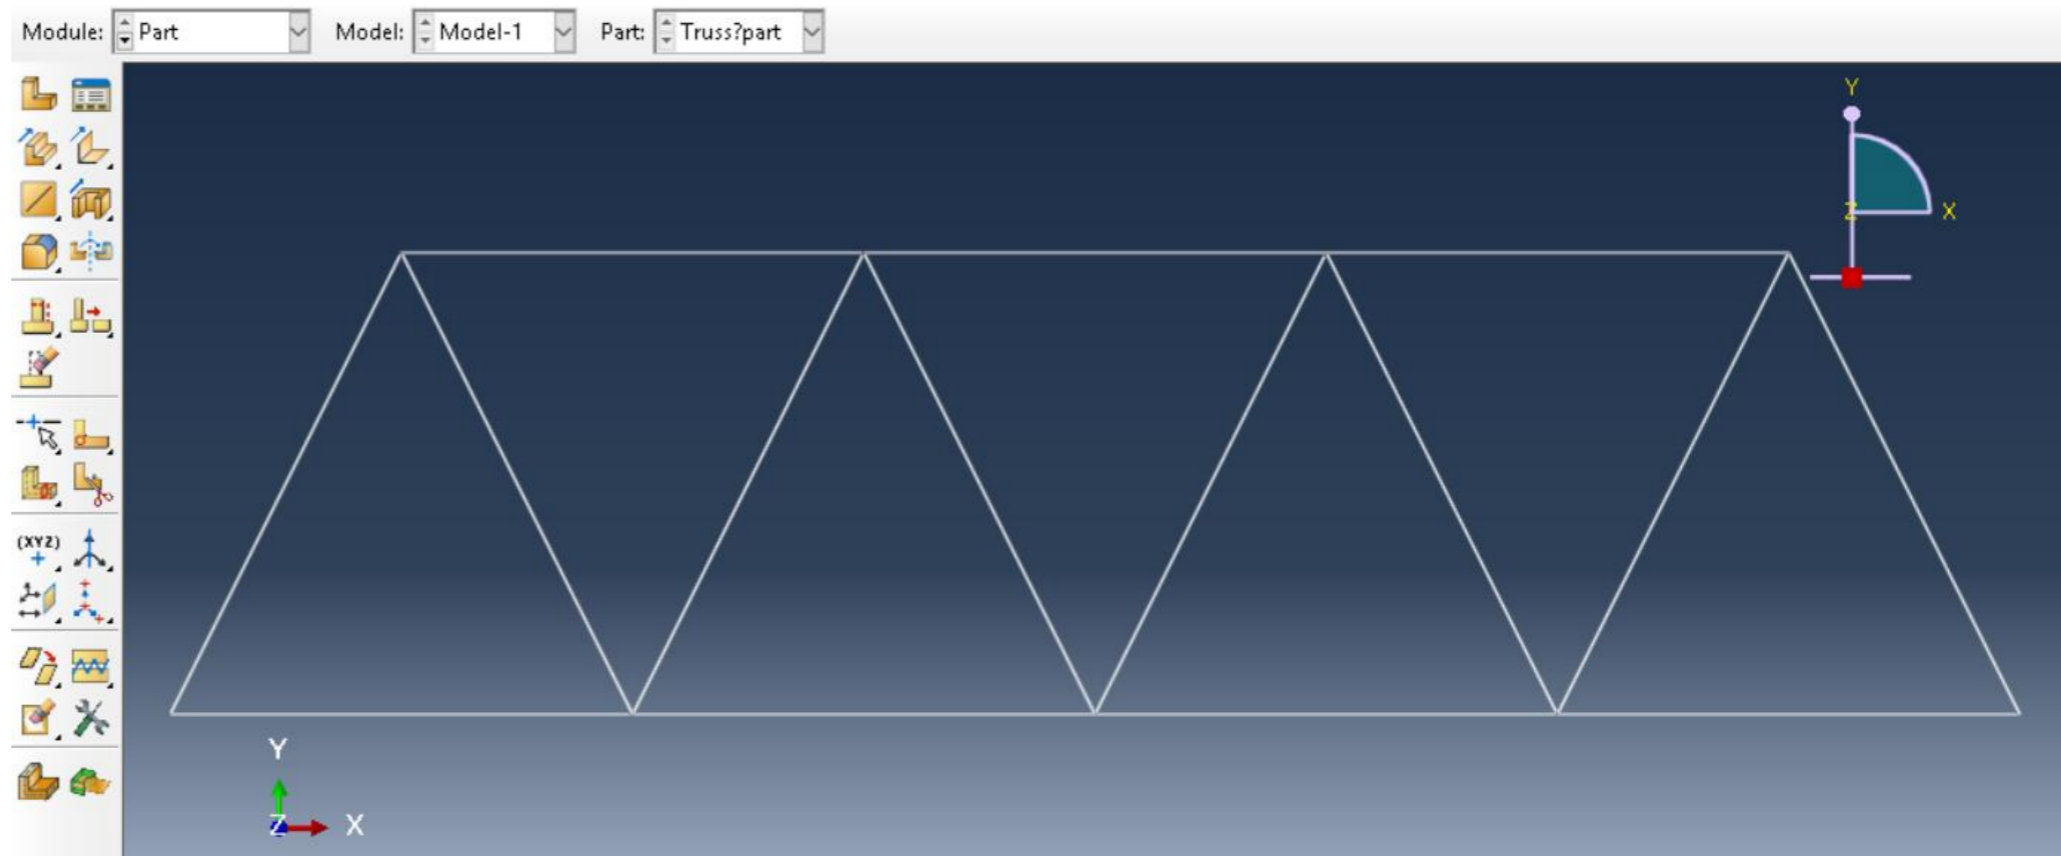 Module: Part Model: Model-1 Part: Truss?part
Y
Z X
(XYZ)
Y
Z X